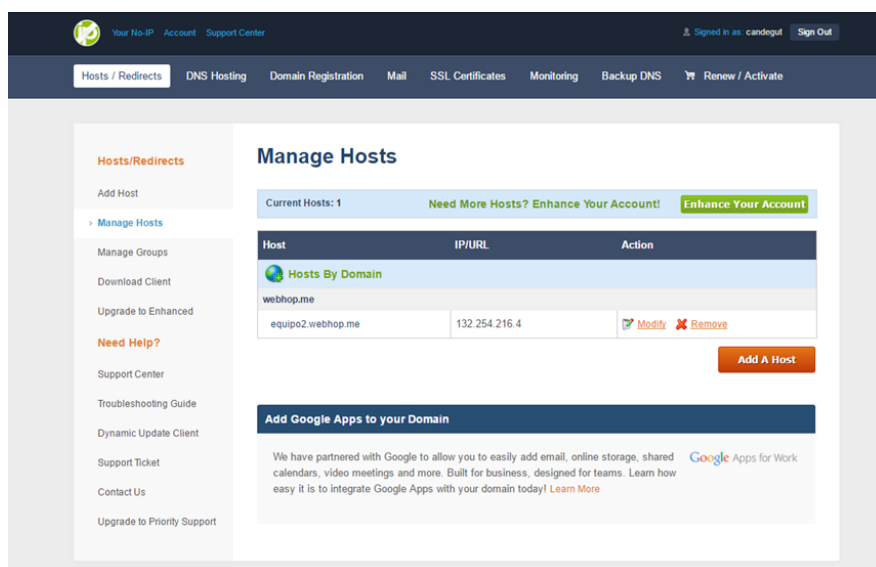 Your No-IP Account Support Center
Signed in as: candegut Sign Out
Hosts / Redirects DNS Hosting Domain Registration Mail SSL Certificates Monitoring Backup DNS Renew / Activate
Hosts/Redirects
Add Host
› Manage Hosts
Manage Groups
Download Client
Upgrade to Enhanced
Need Help?
Support Center
Troubleshooting Guide
Dynamic Update Client
Support Ticket
Contact Us
Upgrade to Priority Support
Manage Hosts
Current Hosts: 1 Need More Hosts? Enhance Your Account! Enhance Your Account
Host IP/URL Action
Hosts By Domain
webhop.me
equipo2.webhop.me 132.254.216.4 Modify Remove
Add A Host
Add Google Apps to your Domain
We have partnered with Google to allow you to easily add email, online storage, shared
calendars, video meetings and more. Built for business, designed for teams. Learn how
easy it is to integrate Google Apps with your domain today! Learn More
Google Apps for Work